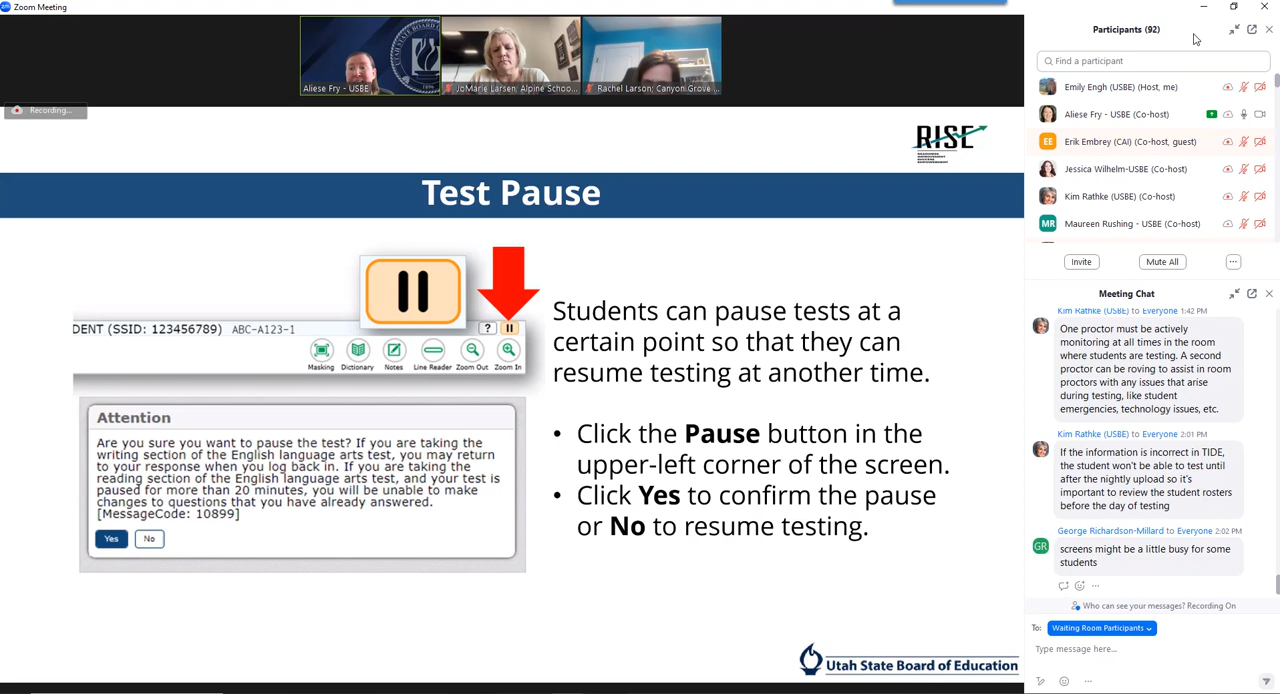 Zoom Meeting
Aliese Fry - USBE
JoMarie Larsen, Alpine Schoo...
Rachel Larson; Canyon Grove ...
Recording...
RISE
Test Pause
DENT (SSID: 123456789) ABC-A123-1
?
Masking Dictionary Notes Line Reader Zoom Out Zoom In
Attention
Are you sure you want to pause the test? If you are taking the
writing section of the English language arts test, you may return
to your response when you log back in. If you are taking the
reading section of the English language arts test, and your test is
paused for more than 20 minutes, you will be unable to make
changes to questions that you have already answered.
[MessageCode: 10899]
Yes No
Students can pause tests at a
certain point so that they can
resume testing at another time.
• Click the Pause button in the
upper-left corner of the screen.
• Click Yes to confirm the pause
or No to resume testing.
Utah State Board of Education
Participants (92)
Find a participant
Emily Engh (USBE) (Host, me)
Aliese Fry - USBE (Co-host)
EE Erik Embrey (CAI) (Co-host, guest)
Jessica Wilhelm-USBE (Co-host)
Kim Rathke (USBE) (Co-host)
MR Maureen Rushing - USBE (Co-host)
Invite Mute All ...
Meeting Chat
Kim Rathke (USBE) to Everyone 1:42 PM
One proctor must be actively
monitoring at all times in the room
where students are testing. A second
proctor can be roving to assist in room
proctors with any issues that arise
during testing, like student
emergencies, technology issues, etc.
Kim Rathke (USBE) to Everyone 2:01 PM
If the information is incorrect in TIDE,
the student won't be able to test until
after the nightly upload so it's
important to review the student rosters
before the day of testing
George Richardson-Millard to Everyone 2:02 PM
GR
screens might be a little busy for some
students
Who can see your messages? Recording On
To: Waiting Room Participants
Type message here...